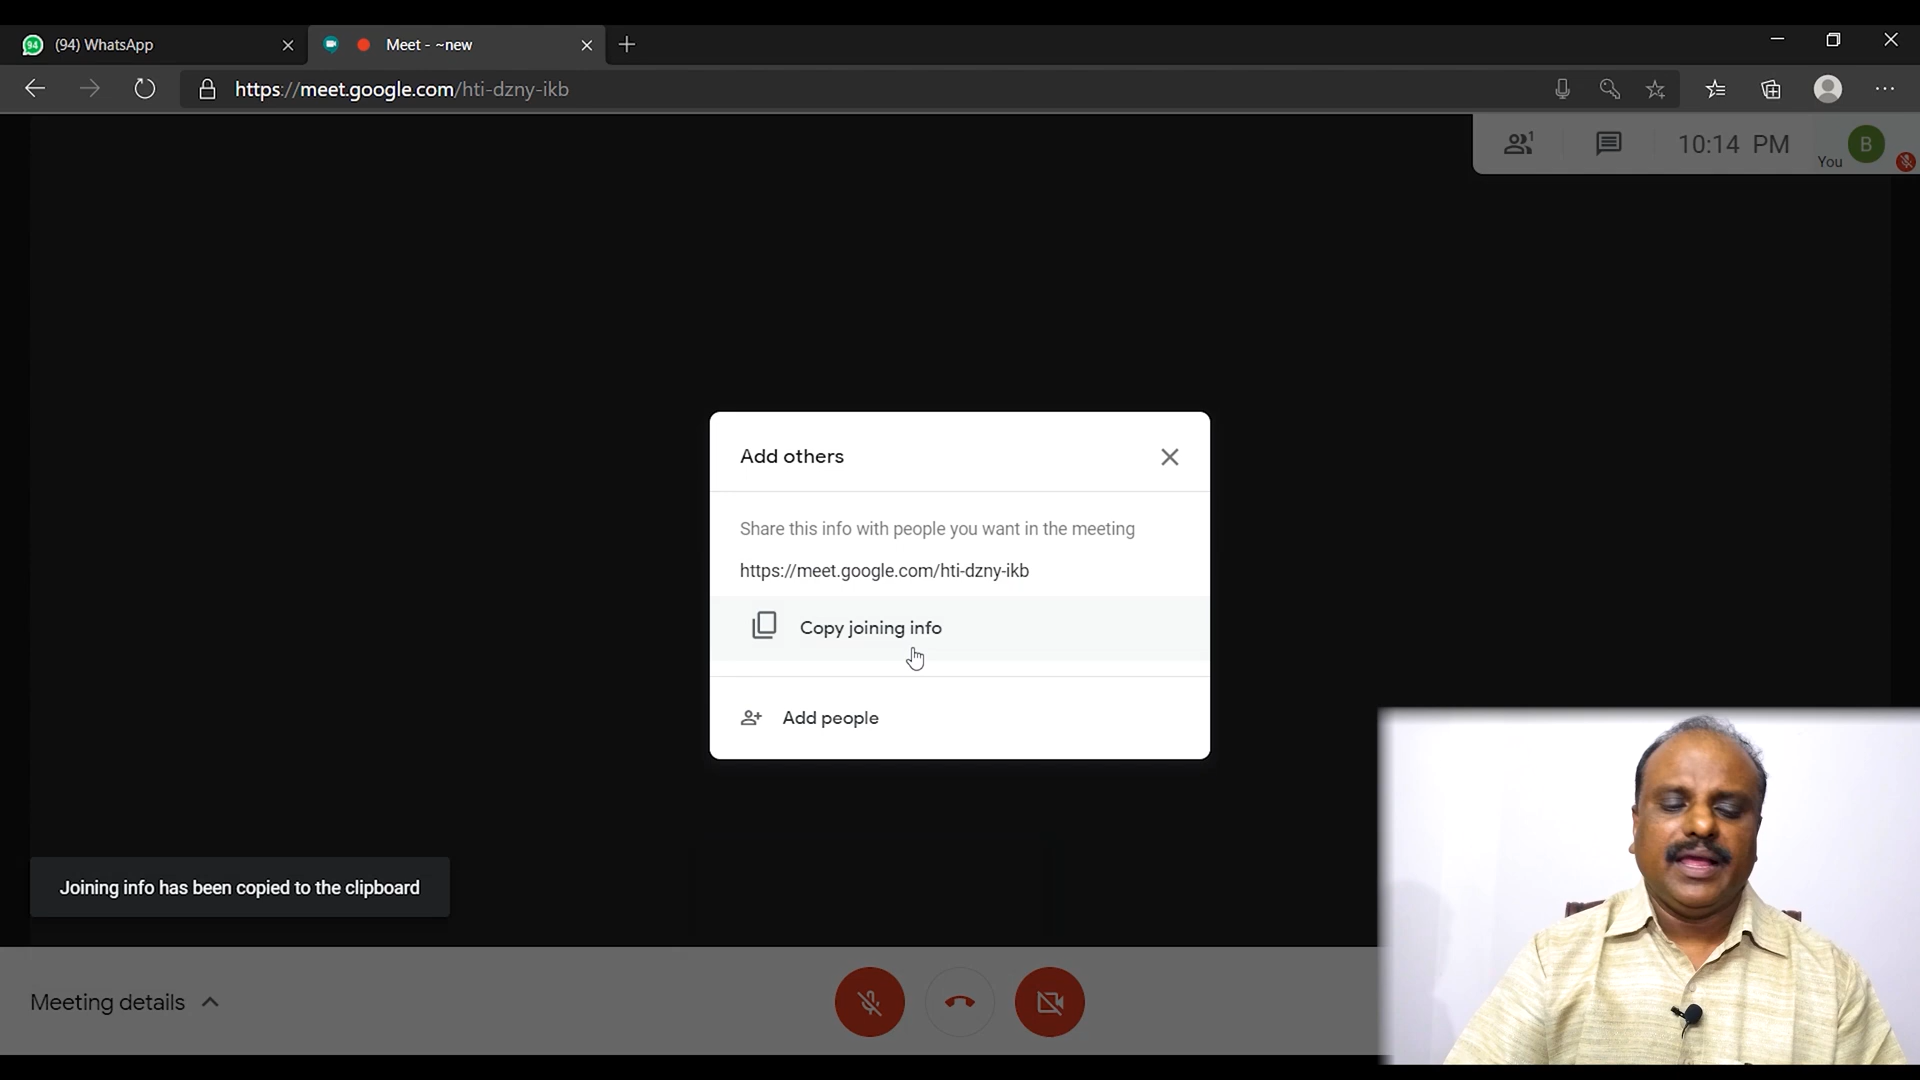 (94) WhatsApp
Meet - ~new
https://meet.google.com/hti-dzny-ikb
1
10:14 PM
You
B
Add others
Share this info with people you want in the meeting
https://meet.google.com/hti-dzny-ikb
Copy joining info
Add people
Joining info has been copied to the clipboard
Meeting details